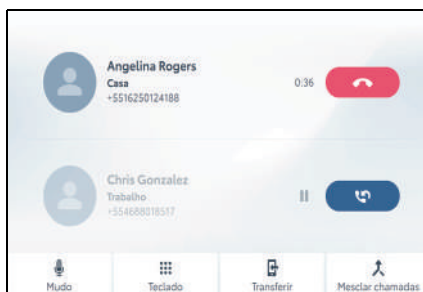 Angelina Rogers
Casa
+5516250124188
0:36
Chris Gonzalez
Trabalho
+554688018517
Mudo
Teclado
Transferir
Mesclar chamadas